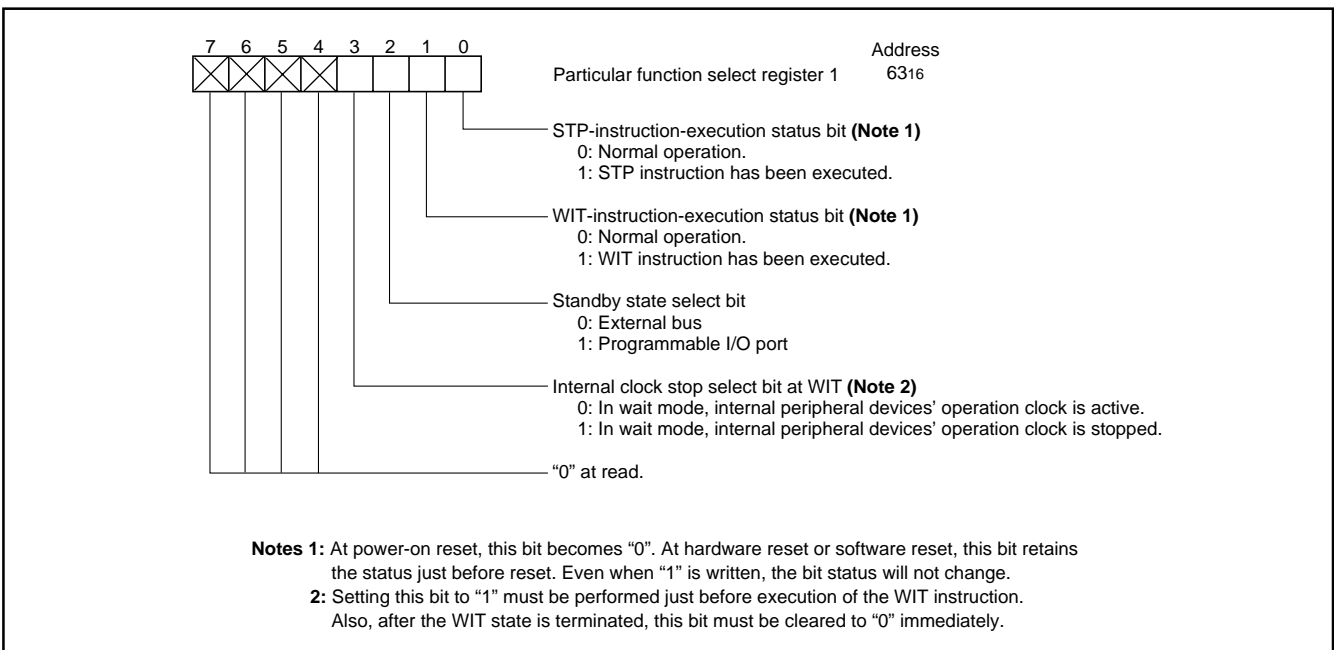 7 6 5 4 3 2 1 0
Address
Particular function select register 1 6316
STP-instruction-execution status bit (Note 1)
0: Normal operation.
1: STP instruction has been executed.
WIT-instruction-execution status bit (Note 1)
0: Normal operation.
1: WIT instruction has been executed.
Standby state select bit
0: External bus
1: Programmable I/O port
Internal clock stop select bit at WIT (Note 2)
0: In wait mode, internal peripheral devices’ operation clock is active.
1: In wait mode, internal peripheral devices’ operation clock is stopped.
“0” at read.
Notes 1: At power-on reset, this bit becomes “0”. At hardware reset or software reset, this bit retains
the status just before reset. Even when “1” is written, the bit status will not change.
2: Setting this bit to “1” must be performed just before execution of the WIT instruction.
Also, after the WIT state is terminated, this bit must be cleared to “0” immediately.